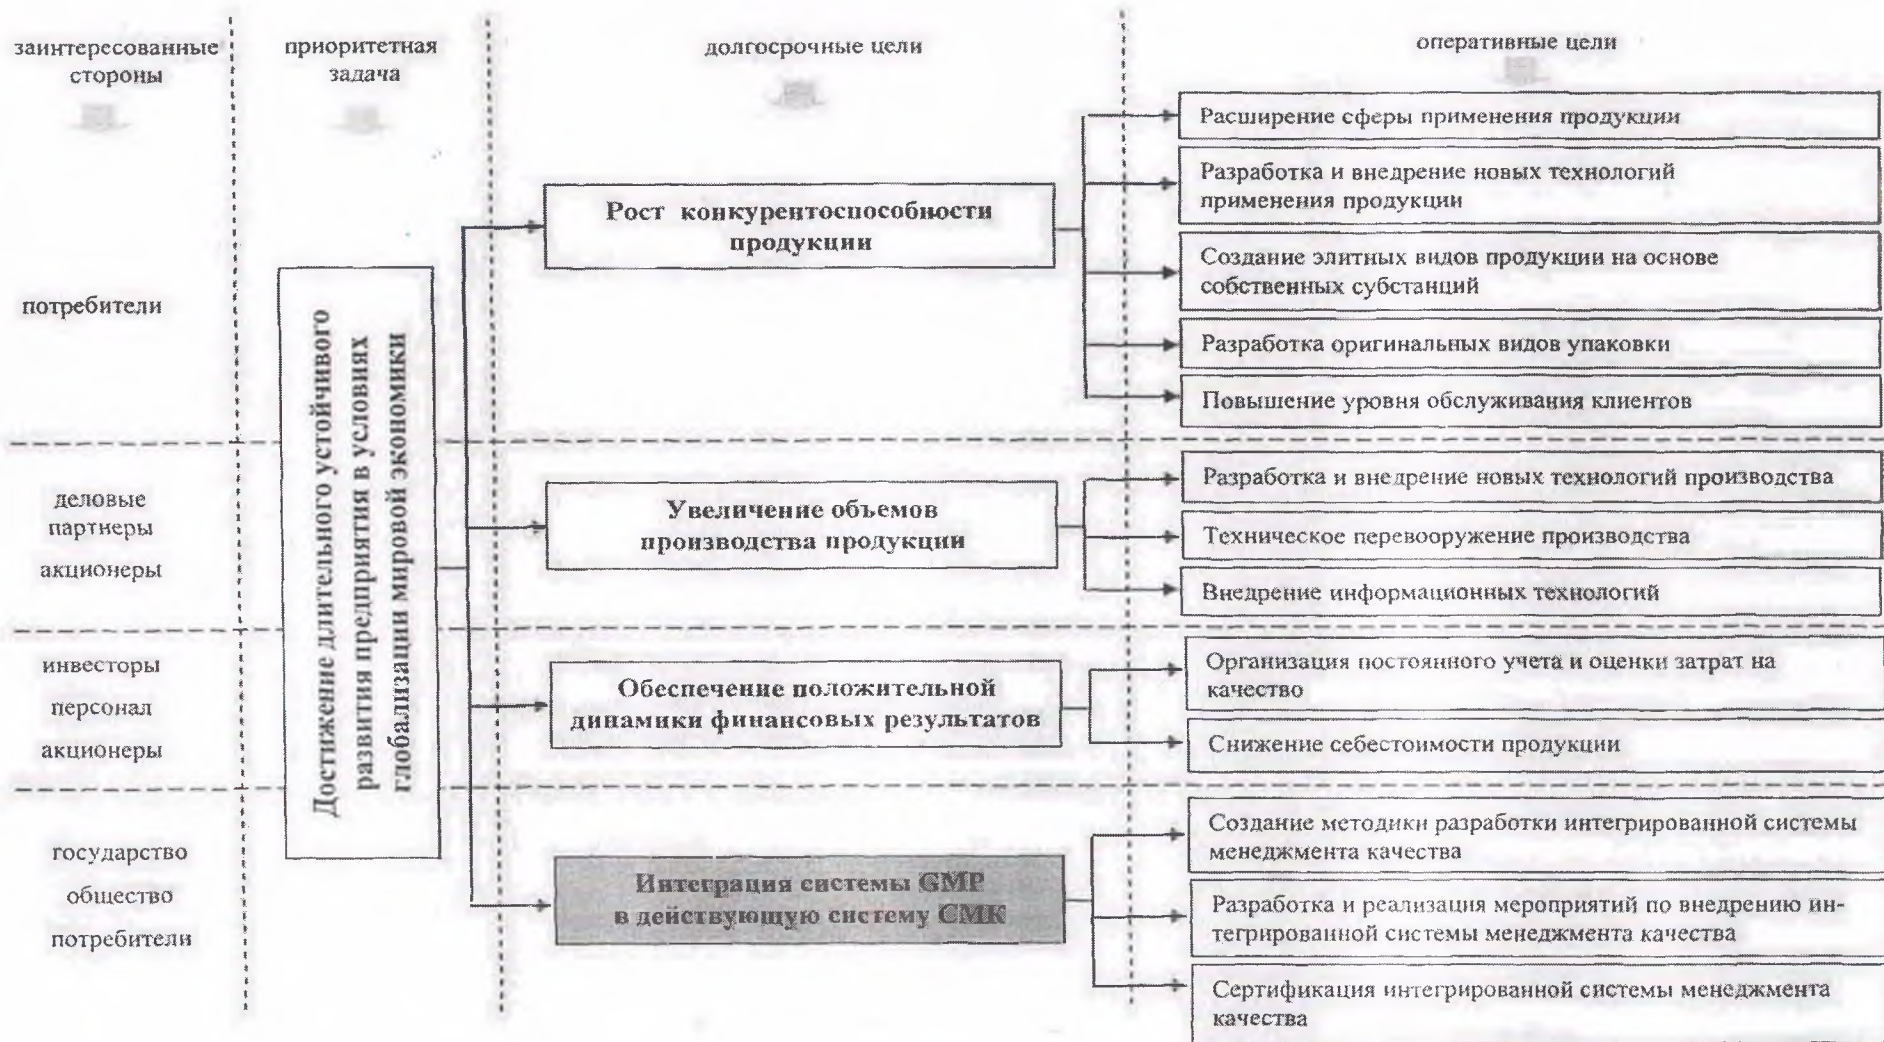 заинтересованные
стороны
приоритетная
задача
долгосрочные цели
оперативные цели
потребители
деловые
партнеры
акционеры
инвесторы
персонал
акционеры
государство
общество
потребители
Достижение длительного устойчивого
развития предприятия в условиях
глобализации мировой экономики
Рост конкурентоспособности
продукции
Расширение сферы применения продукции
Разработка и внедрение новых технологий
применения продукции
Создание элитных видов продукции на основе
собственных субстанций
Разработка оригинальных видов упаковки
Повышение уровня обслуживания клиентов
Увеличение объемов
производства продукции
Разработка и внедрение новых технологий производства
Техническое перевооружение производства
Внедрение информационных технологий
Обеспечение положительной
динамики финансовых результатов
Организация постоянного учета и оценки затрат на
качество
Снижение себестоимости продукции
Интеграция системы GMP
в действующую систему СМК
Создание методики разработки интегрированной системы
менеджмента качества
Разработка и реализация мероприятий по внедрению ин-
тегрированной системы менеджмента качества
Сертификация интегрированной системы менеджмента
качества